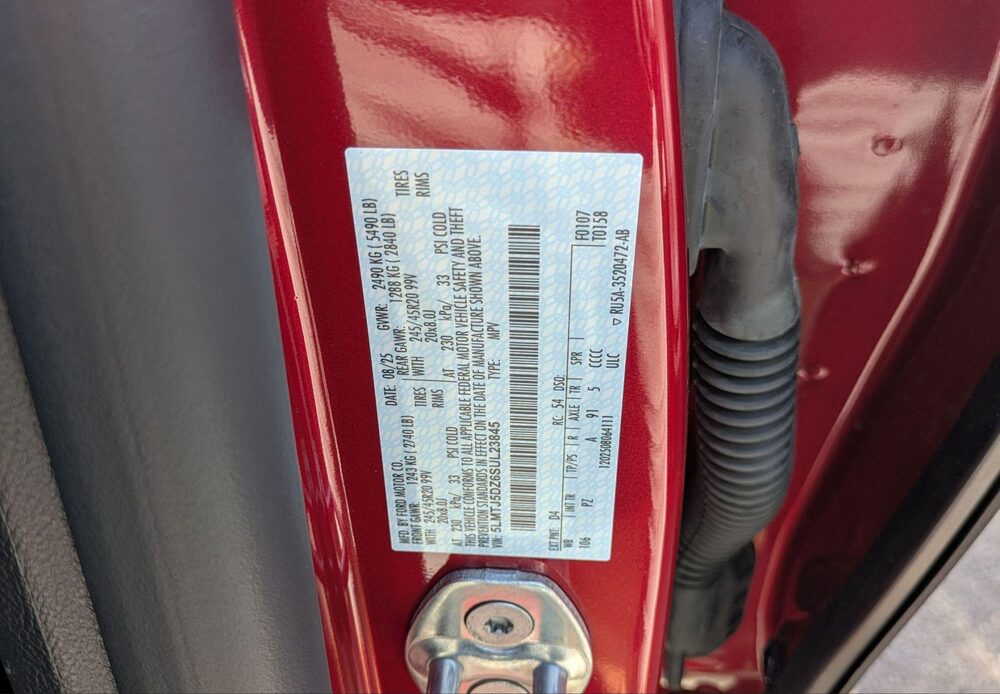 MFD. BY FORD MOTOR CO.
DATE: 08/25 GVWR: 2490 KG ( 5490 LB)
FRONT GAWR: 1243 KG ( 2740 LB) REAR GAWR: 1288 KG ( 2840 LB)
WITH 245/45R20 99V TIRES WITH 245/45R20 99V TIRES
20x8.0J RIMS 20x8.0J RIMS
AT 230 kPa/ 33 PSI COLD AT 230 kPa/ 33 PSI COLD
THIS VEHICLE CONFORMS TO ALL APPLICABLE FEDERAL MOTOR VEHICLE SAFETY AND THEFT
PREVENTION STANDARDS IN EFFECT ON THE DATE OF MANUFACTURE SHOWN ABOVE.
VIN: 5LMTJ5DZ6SUL23845 TYPE: MPV
EXT PNT: D4 RC: 54 DSO: F0107
WB INT TR TP/PS R AXLE TR SPR T0158
106 PZ A 91 5 CCCC
1202508064111 ULC ▽ RU5A-3520472-AB